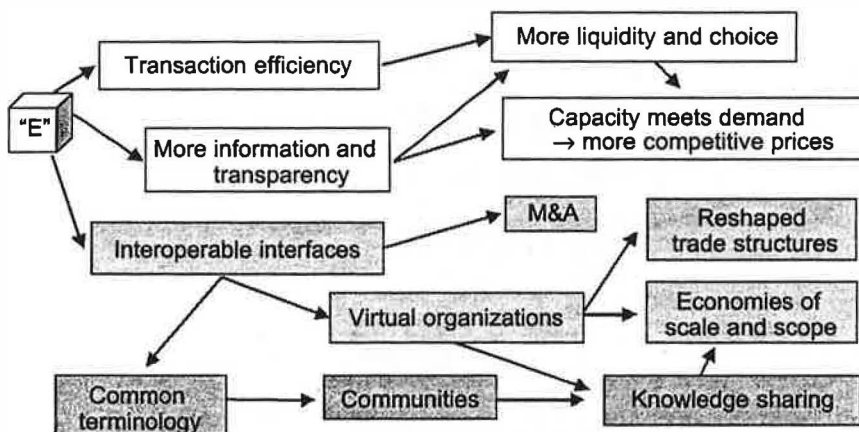 Transaction efficiency
More liquidity and choice
"E"
More information and
transparency
Capacity meets demand
→ more competitive prices
M&A
Interoperable interfaces
Reshaped
trade structures
Virtual organizations
Economies of
scale and scope
Common
terminology
Communities
Knowledge sharing